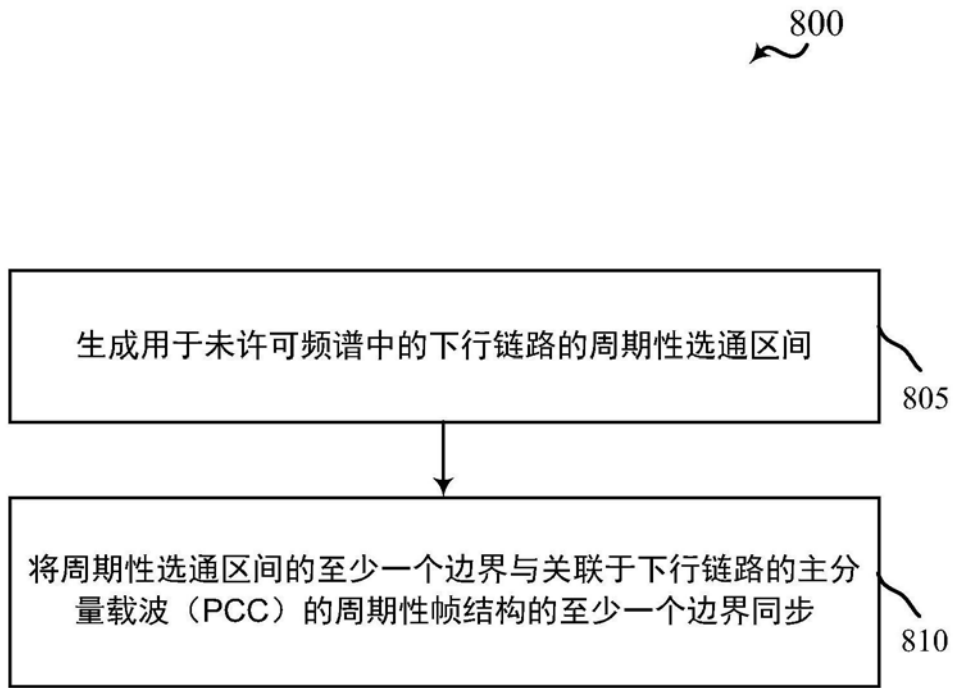 800
生成用于未许可频谱中的下行链路的周期性选通区间
805
将周期性选通区间的至少一个边界与关联于下行链路的主分
量载波（PCC）的周期性帧结构的至少一个边界同步
810